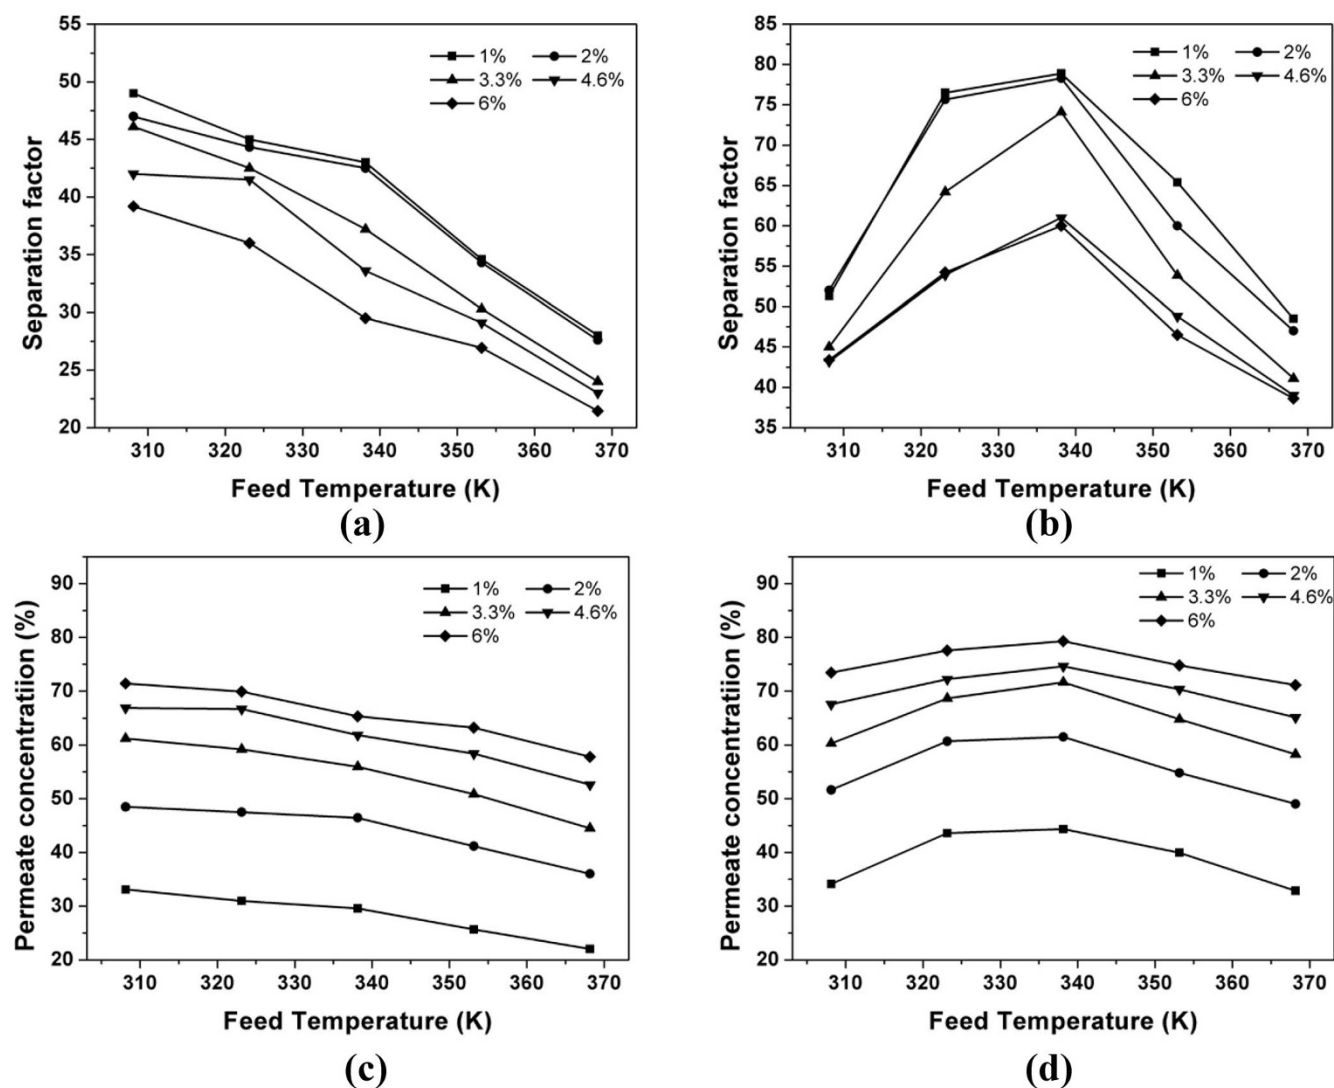 55
50
45
40
35
30
25
20
1% 2%
3.3% 4.6%
6%
Separation factor
310 320 330 340 350 360 370
Feed Temperature (K)
(a)
85
80
75
70
65
60
55
50
45
40
35
1% 2%
3.3% 4.6%
6%
Separation factor
310 320 330 340 350 360 370
Feed Temperature (K)
(b)
90
80
70
60
50
40
30
20
1% 2%
3.3% 4.6%
6%
Permeate concentratiion (%)
310 320 330 340 350 360 370
Feed Temperature (K)
(c)
90
80
70
60
50
40
30
20
1% 2%
3.3% 4.6%
6%
Permeate concentration (%)
310 320 330 340 350 360 370
Feed Temperature (K)
(d)